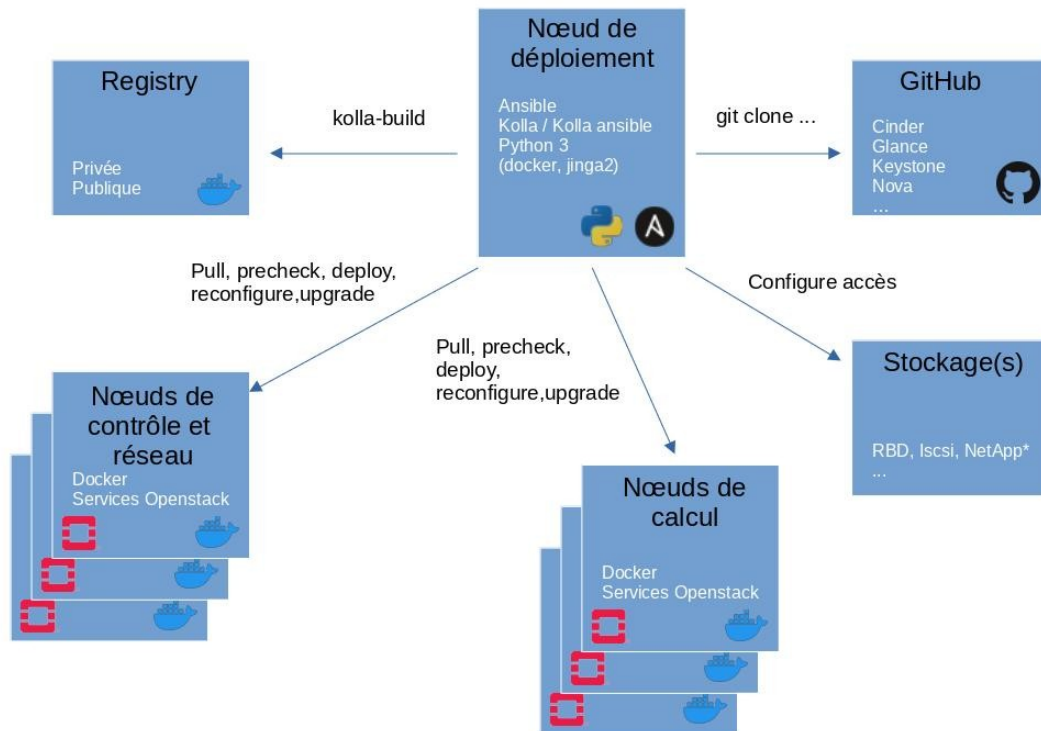 Nœud de
déploiement
Ansible
Kolla / Kolla ansible
Python 3
(docker, jinga2)
Registry
Privée
Publique
kolla-build
git clone ...
GitHub
Cinder
Glance
Keystone
Nova
...
Pull, precheck, deploy,
reconfigure,upgrade
Pull, precheck,
deploy,
reconfigure,upgrade
Configure accès
Stockage(s)
RBD, Iscsi, NetApp*
...
Nœuds de
contrôle et
réseau
Docker
Services Openstack
Nœuds de
calcul
Docker
Services Openstack